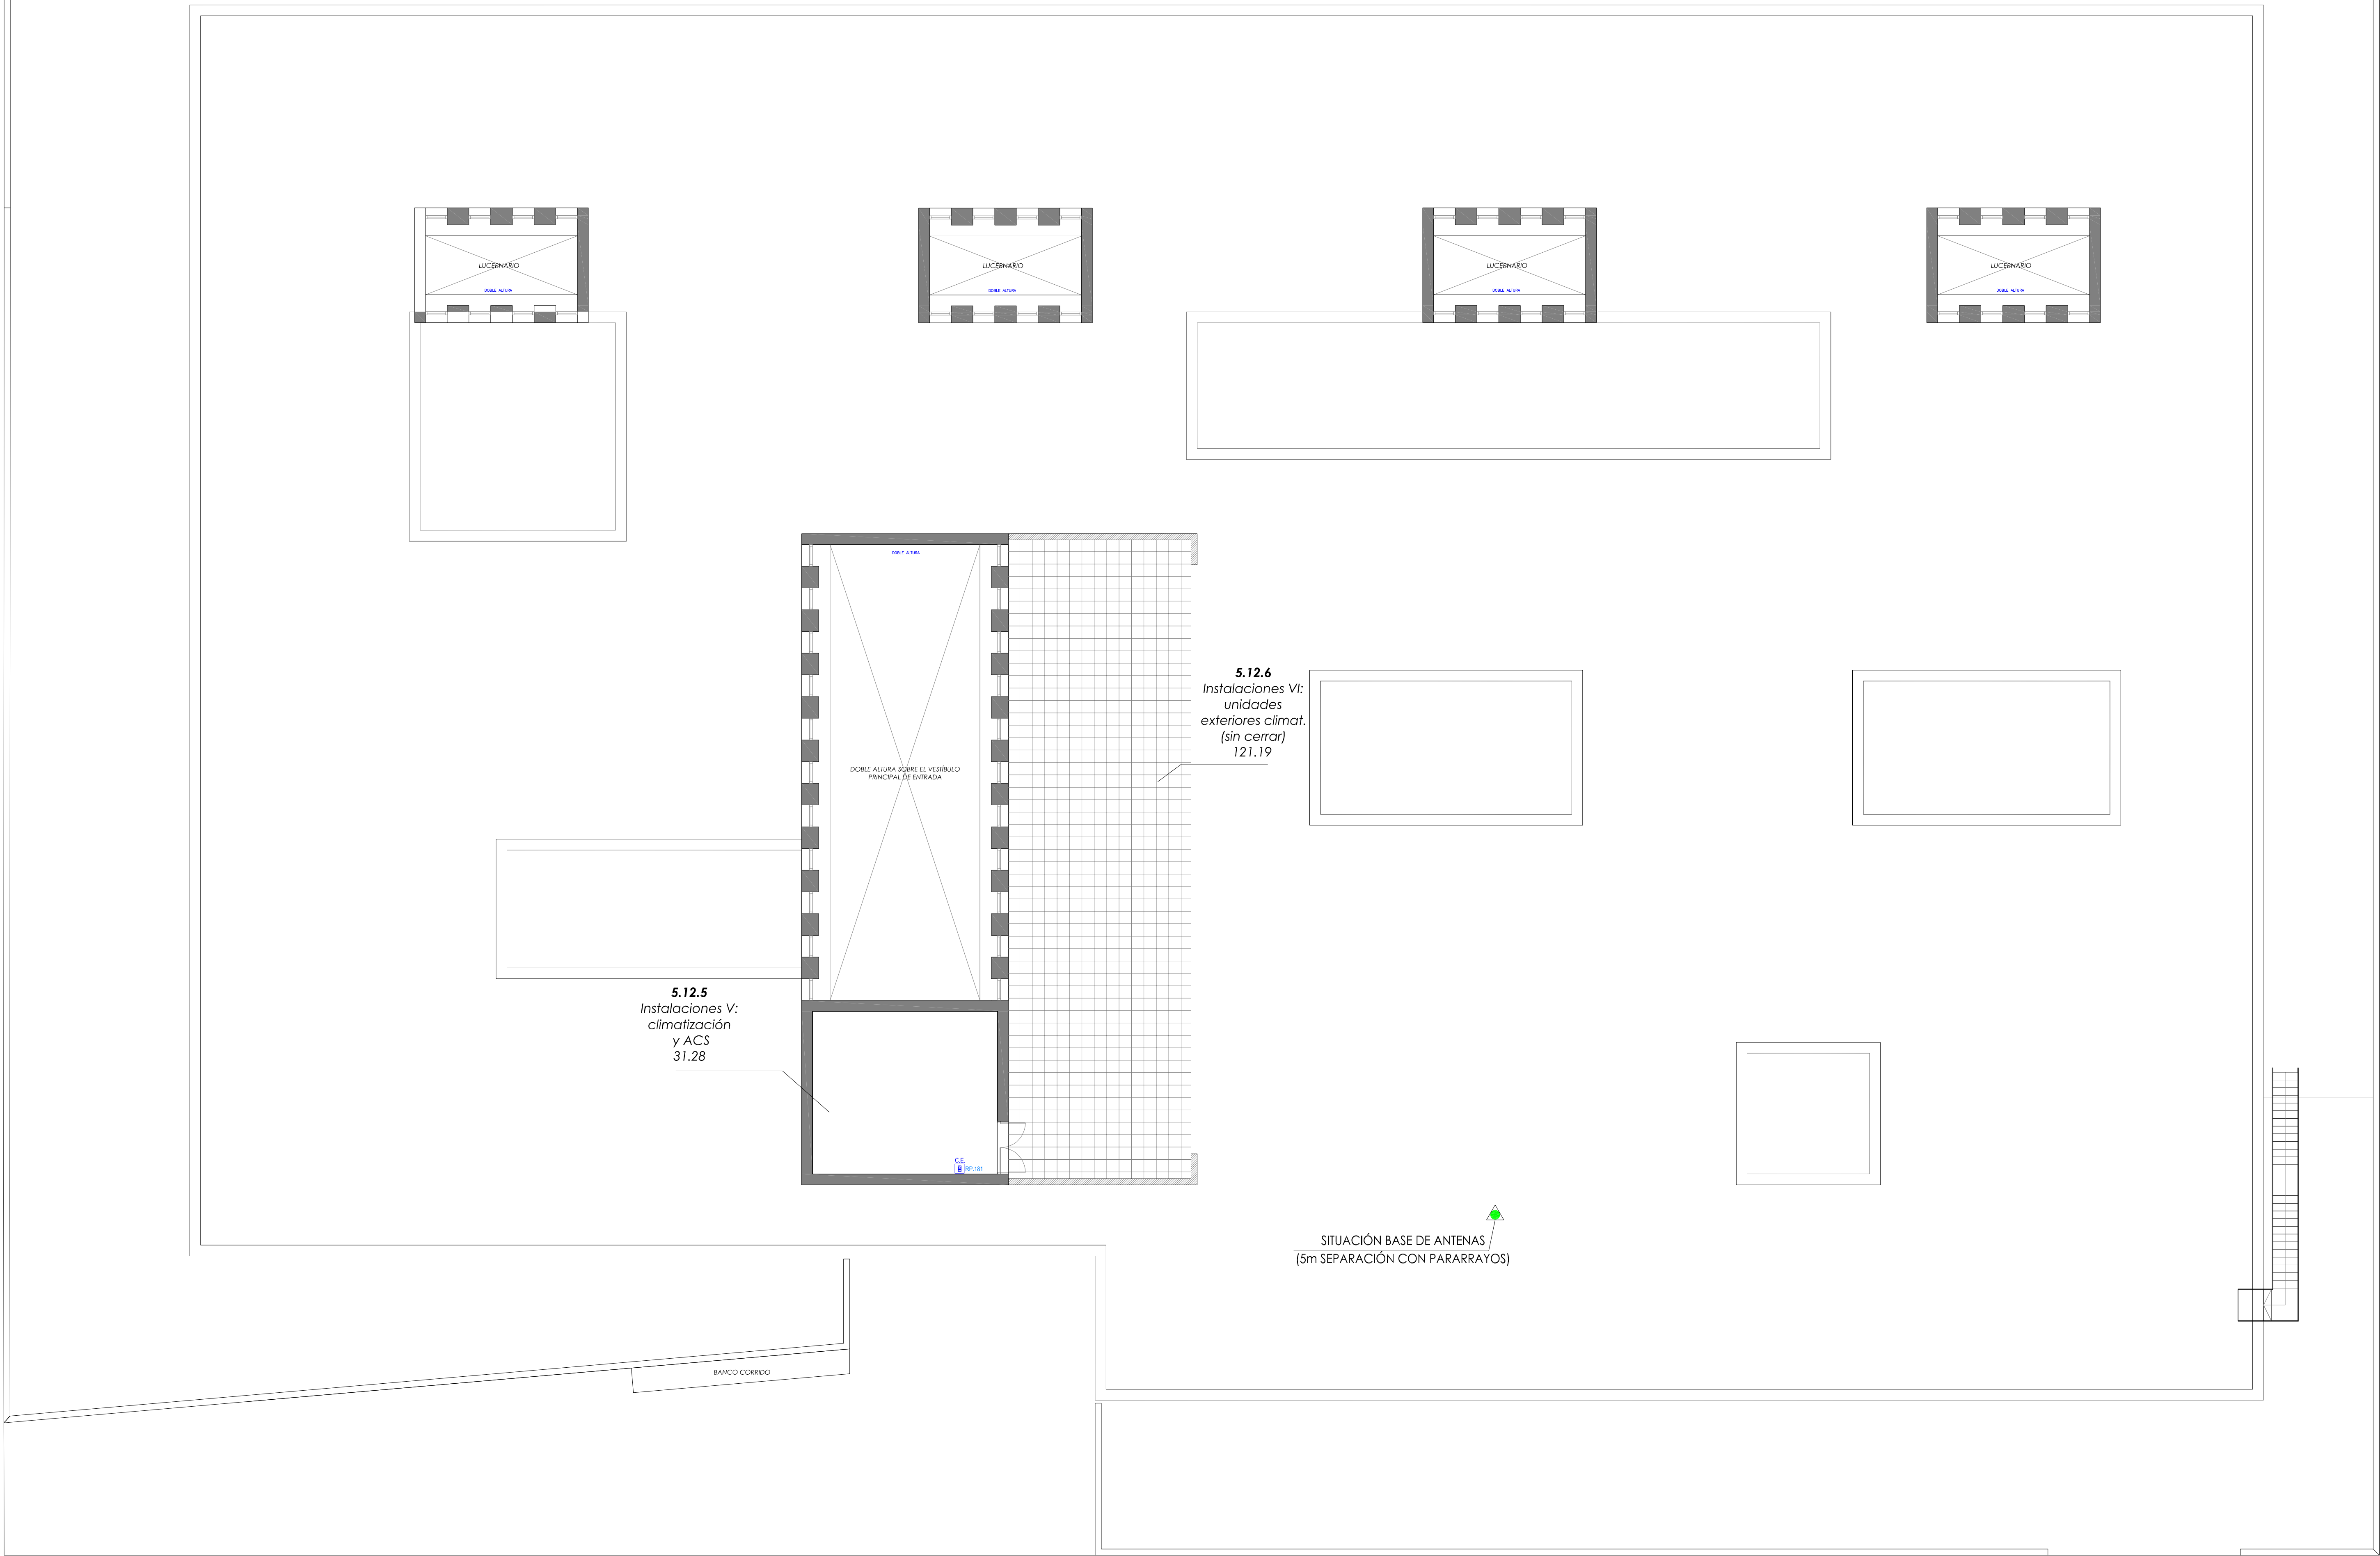 LUCERNARIO
DOBLE ALTURA
LUCERNARIO
DOBLE ALTURA
LUCERNARIO
DOBLE ALTURA
LUCERNARIO
DOBLE ALTURA
DOBLE ALTURA
5.12.6
Instalaciones VI:
unidades
exteriores climat.
(sin cerrar)
121.19
DOBLE ALTURA SOBRE EL VESTÍBULO
PRINCIPAL DE ENTRADA
5.12.5
Instalaciones V:
climatización
y ACS
31.28
C.E.
RP.181
SITUACIÓN BASE DE ANTENAS
(5m SEPARACIÓN CON PARARRAYOS)
BANCO CORRIDO